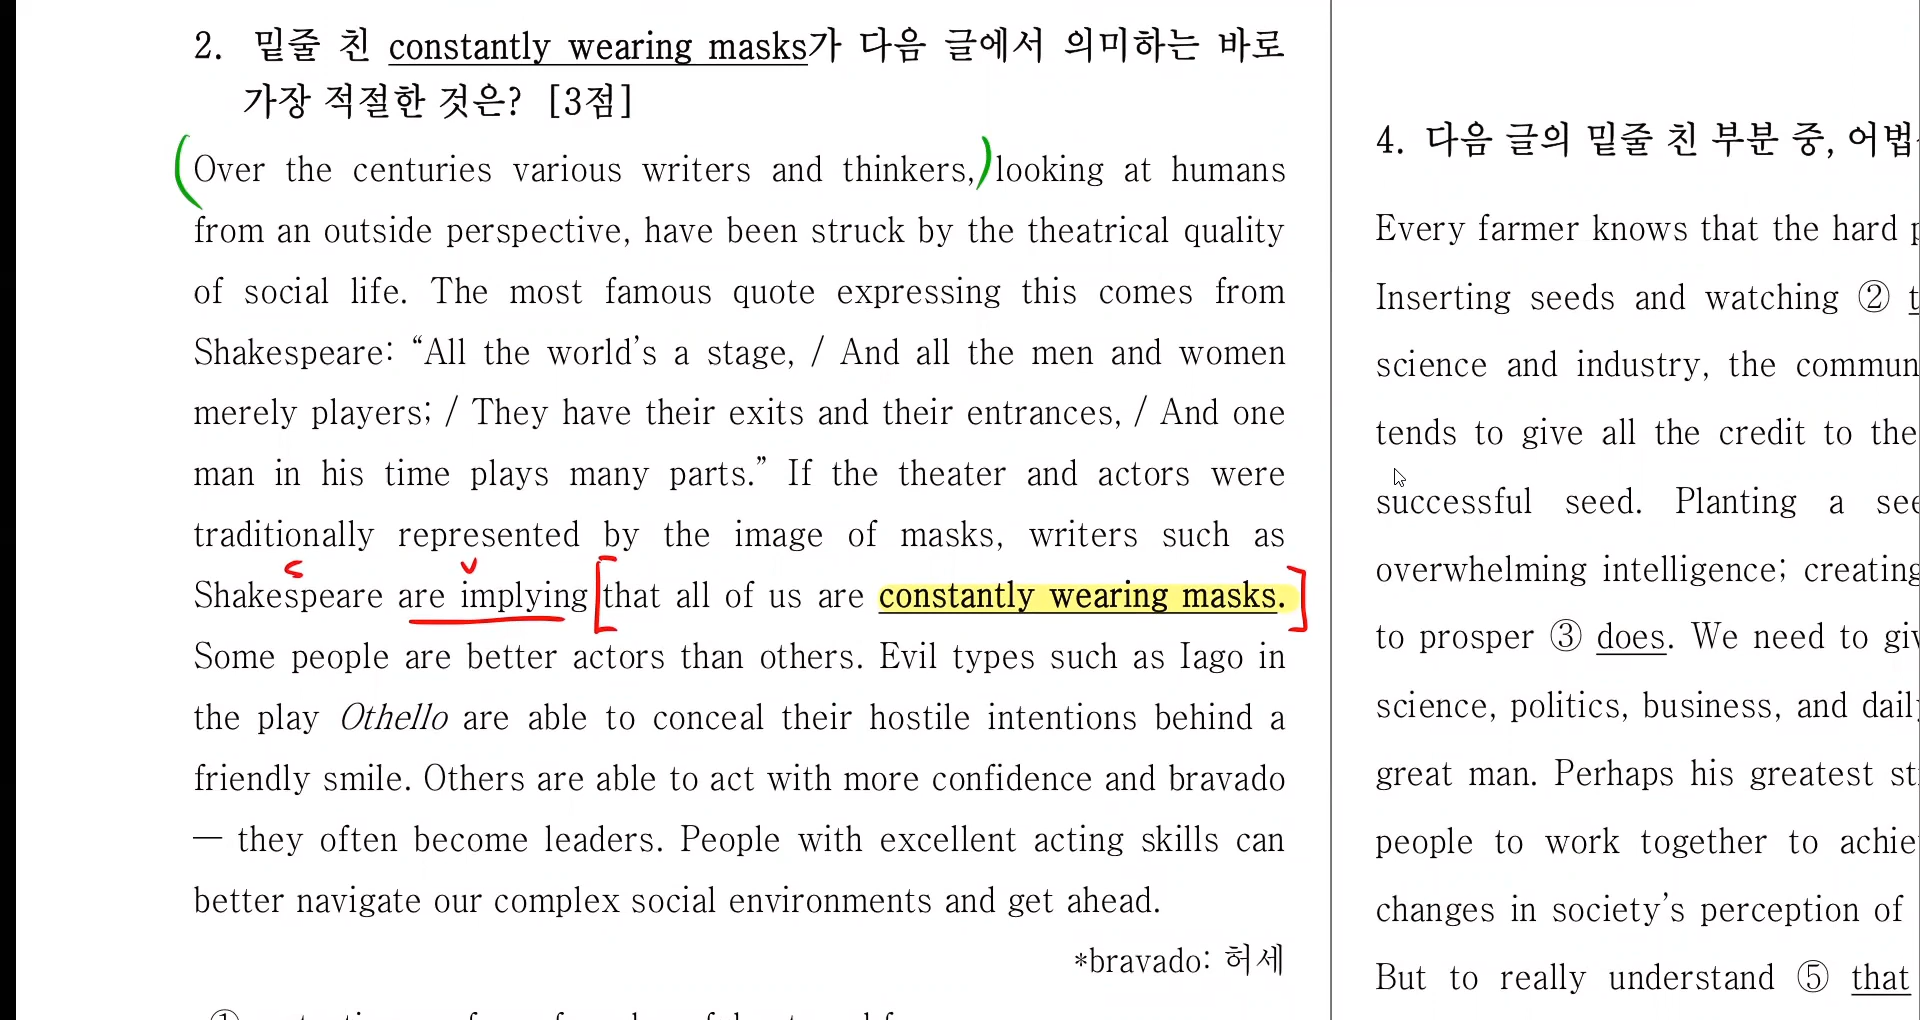 2. 밑줄 친 constantly wearing masks가 다음 글에서 의미하는 바로
가장 적절한 것은? [3점]
Over the centuries various writers and thinkers, looking at humans
from an outside perspective, have been struck by the theatrical quality
of social life. The most famous quote expressing this comes from
Shakespeare: “All the world’s a stage, / And all the men and women
merely players; / They have their exits and their entrances, / And one
man in his time plays many parts.” If the theater and actors were
traditionally represented by the image of masks, writers such as
s v
Shakespeare are implying that all of us are constantly wearing masks.
Some people are better actors than others. Evil types such as Iago in
the play Othello are able to conceal their hostile intentions behind a
friendly smile. Others are able to act with more confidence and bravado
— they often become leaders. People with excellent acting skills can
better navigate our complex social environments and get ahead.
*bravado: 허세
4. 다음 글의 밑줄 친 부분 중, 어법
Every farmer knows that the hard
Inserting seeds and watching ②
science and industry, the commun
tends to give all the credit to the
successful seed. Planting a see
overwhelming intelligence; creating
to prosper ③ does. We need to giv
science, politics, business, and dail
great man. Perhaps his greatest st
people to work together to achie
changes in society’s perception of
But to really understand ⑤ that